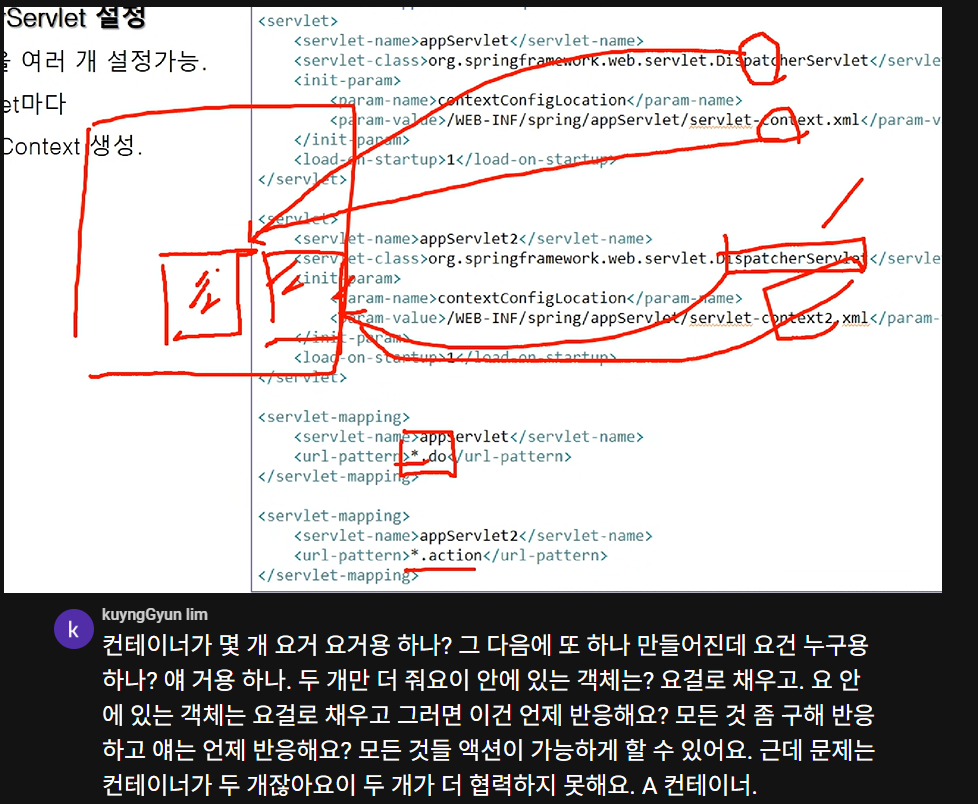 rServlet 설정
여러 개 설정가능.
et마다
Context 생성.
<servlet>
<servlet-name>appServlet</servlet-name>
<servlet-class>org.springframework.web.servlet.DispatcherServlet</servle
<init-param>
<param-name>contextConfigLocation</param-name>
<param-value>/WEB-INF/spring/appServlet/servlet-context.xml</param-v
</init-param>
<load-on-startup>1</load-on-startup>
</servlet>
<servlet>
<servlet-name>appServlet2</servlet-name>
<servlet-class>org.springframework.web.servlet.DispatcherServlet</servle
<init-param>
<param-name>contextConfigLocation</param-name>
<param-value>/WEB-INF/spring/appServlet/servlet-context2.xml</param-
</init-param>
<load-on-startup>1</load-on-startup>
</servlet>
<servlet-mapping>
<servlet-name>appServlet</servlet-name>
<url-pattern>*.do</url-pattern>
</servlet-mapping>
<servlet-mapping>
<servlet-name>appServlet2</servlet-name>
<url-pattern>*.action</url-pattern>
</servlet-mapping>
k
kuyngGyun lim
컨테이너가 몇 개 요거 요거용 하나? 그 다음에 또 하나 만들어진데 요건 누구용
하나? 얘 거용 하나. 두 개만 더 줘요이 안에 있는 객체는? 요걸로 채우고. 요 안
에 있는 객체는 요걸로 채우고 그러면 이건 언제 반응해요? 모든 것 좀 구해 반응
하고 얘는 언제 반응해요? 모든 것들 액션이 가능하게 할 수 있어요. 근데 문제는
컨테이너가 두 개잖아요이 두 개가 더 협력하지 못해요. A 컨테이너.